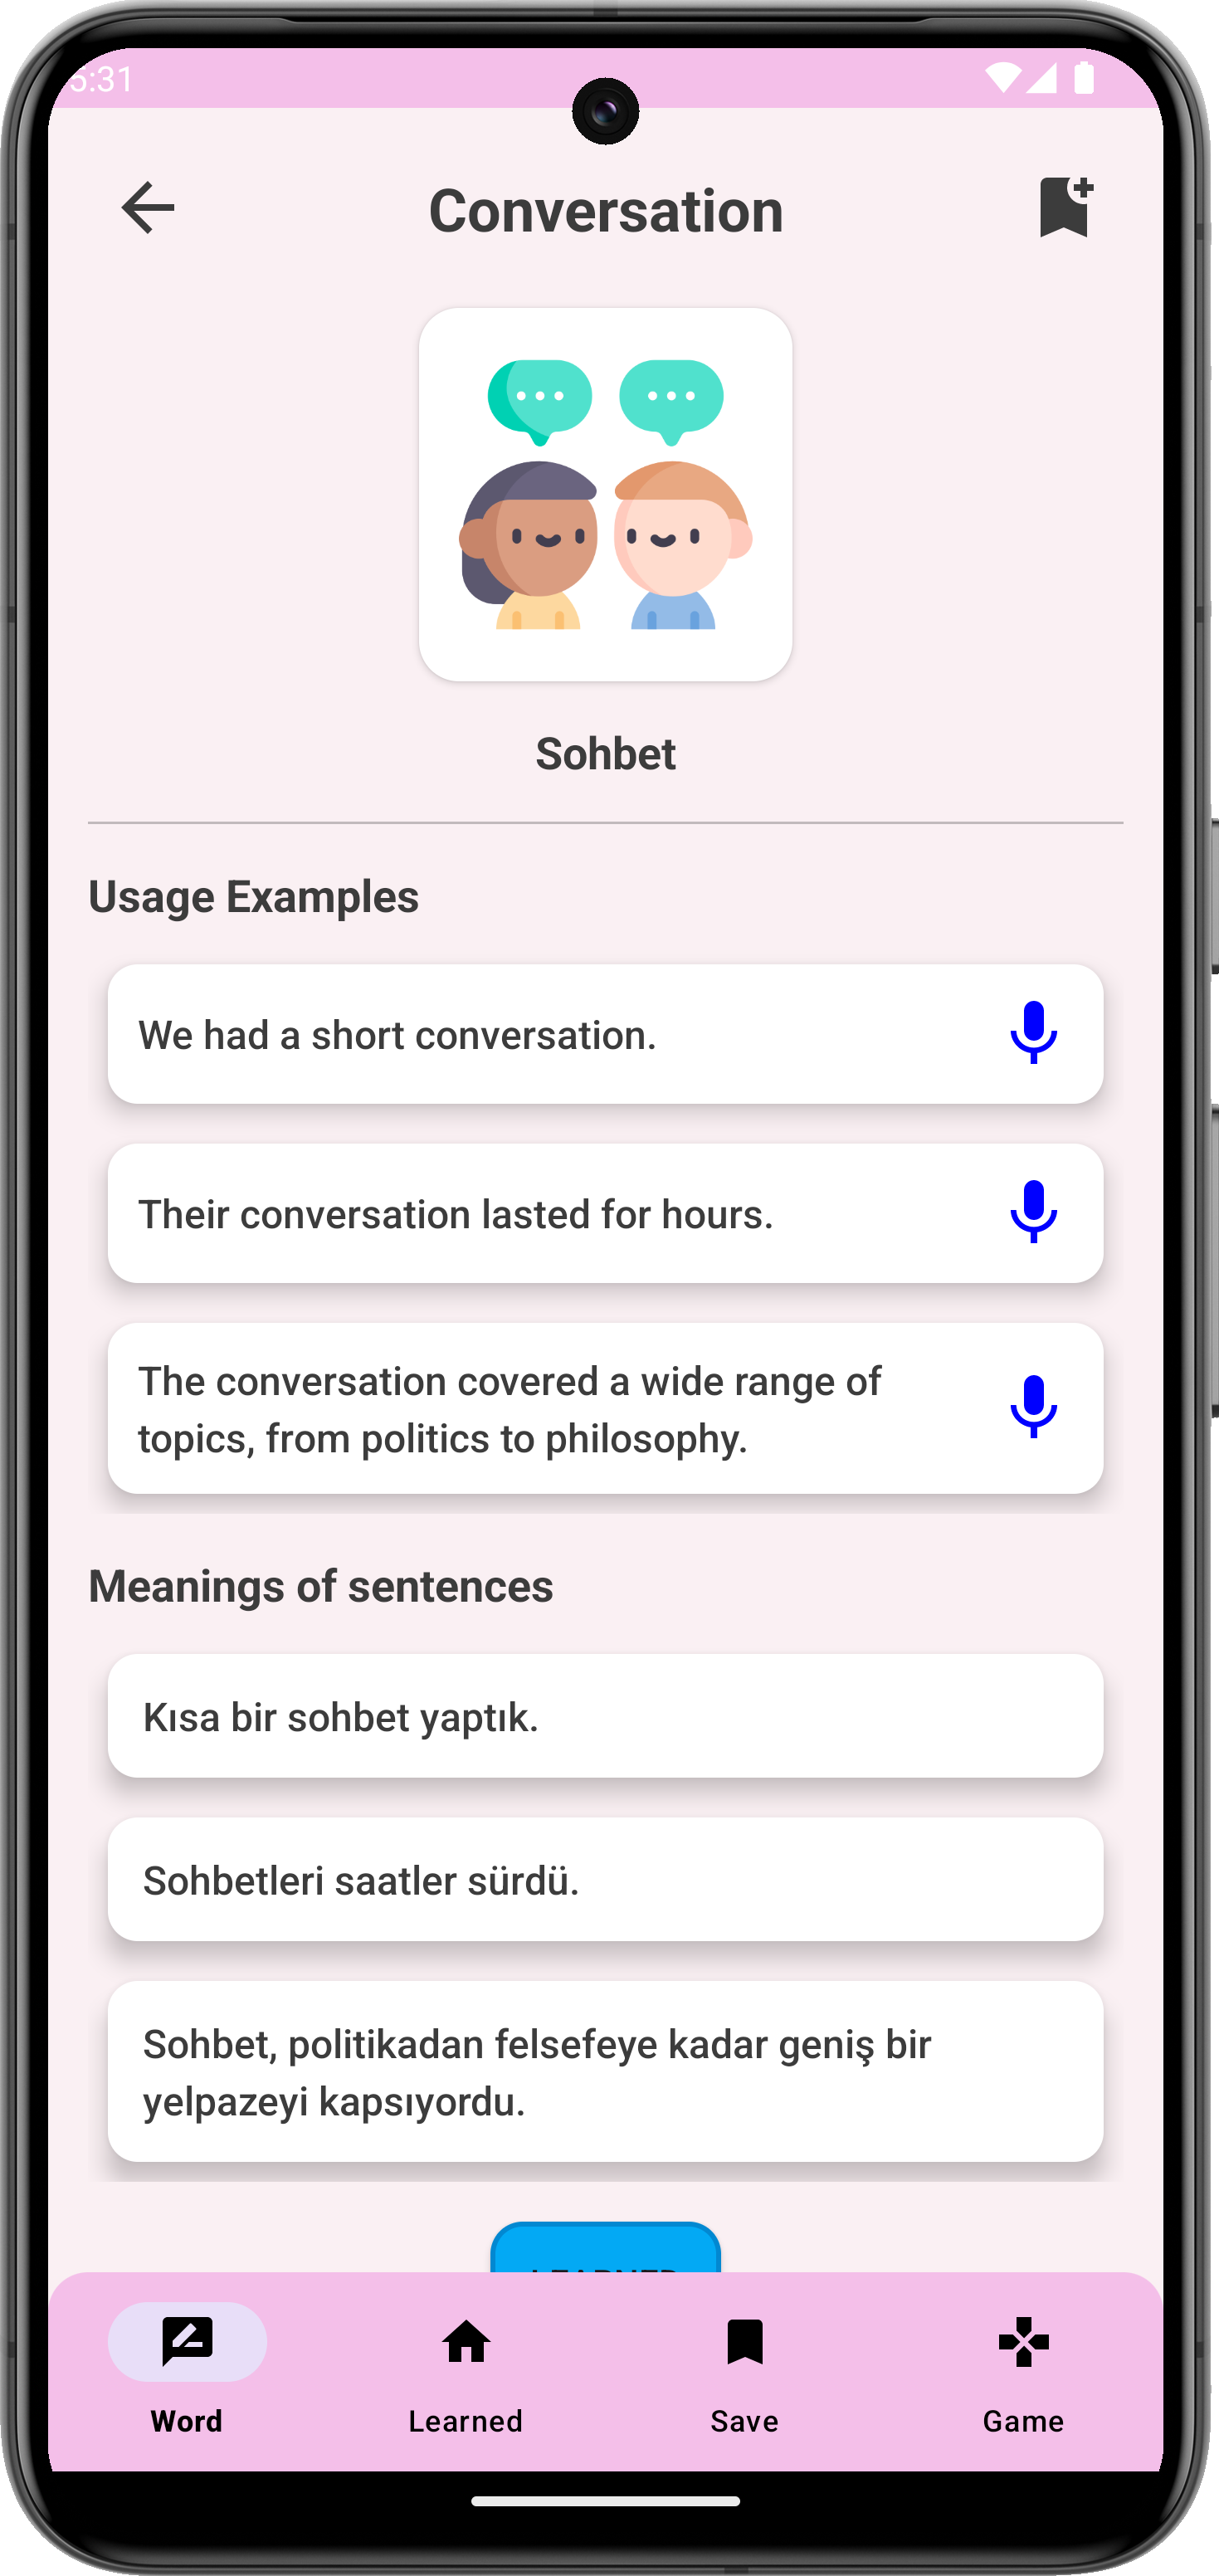 5:31
Conversation
Sohbet
Usage Examples
We had a short conversation.
Their conversation lasted for hours.
The conversation covered a wide range of
topics, from politics to philosophy.
Meanings of sentences
Kısa bir sohbet yaptık.
Sohbetleri saatler sürdü.
Sohbet, politikadan felsefeye kadar geniş bir
yelpazeyi kapsıyordu.
Word
Learned
Save
Game